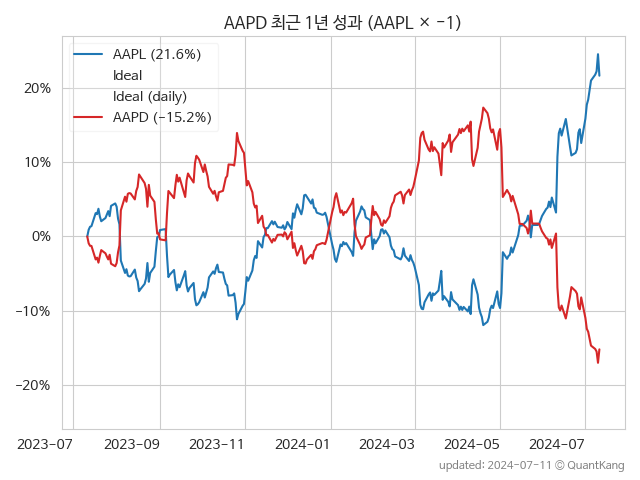 AAPD 최근 1년 성과 (AAPL × −1)
AAPL (21.6%)
Ideal
Ideal (daily)
AAPD (−15.2%)
20%
10%
0%
−10%
−20%
2023-07
2023-09
2023-11
2024-01
2024-03
2024-05
2024-07
updated: 2024-07-11 © QuantKang